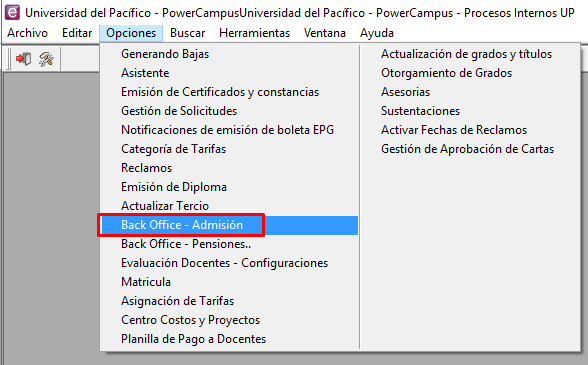 Universidad del Pacífico - PowerCampusUniversidad del Pacífico - PowerCampus - Procesos Internos UP
Archivo Editar Opciones Buscar Herramientas Ventana Ayuda
Generando Bajas
Asistente
Emisión de Certificados y constancias
Gestión de Solicitudes
Notificaciones de emisión de boleta EPG
Categoría de Tarifas
Reclamos
Emisión de Diploma
Actualizar Tercio
Back Office - Admisión
Back Office - Pensiones..
Evaluación Docentes - Configuraciones
Matricula
Asignación de Tarifas
Centro Costos y Proyectos
Planilla de Pago a Docentes
Actualización de grados y títulos
Otorgamiento de Grados
Asesorias
Sustentaciones
Activar Fechas de Reclamos
Gestión de Aprobación de Cartas